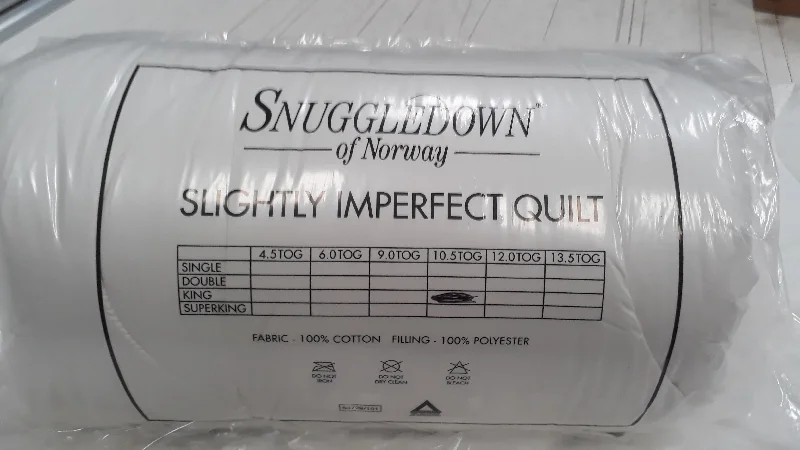 SNUGGLEDOWN™
of Norway
SLIGHTLY IMPERFECT QUILT
4.5TOG 6.0TOG 9.0TOG 10.5TOG 12.0TOG 13.5TOG
SINGLE
DOUBLE
KING
SUPERKING
FABRIC - 100% COTTON FILLING - 100% POLYESTER
DO NOT IRON
DO NOT DRY CLEAN
DO NOT BLEACH